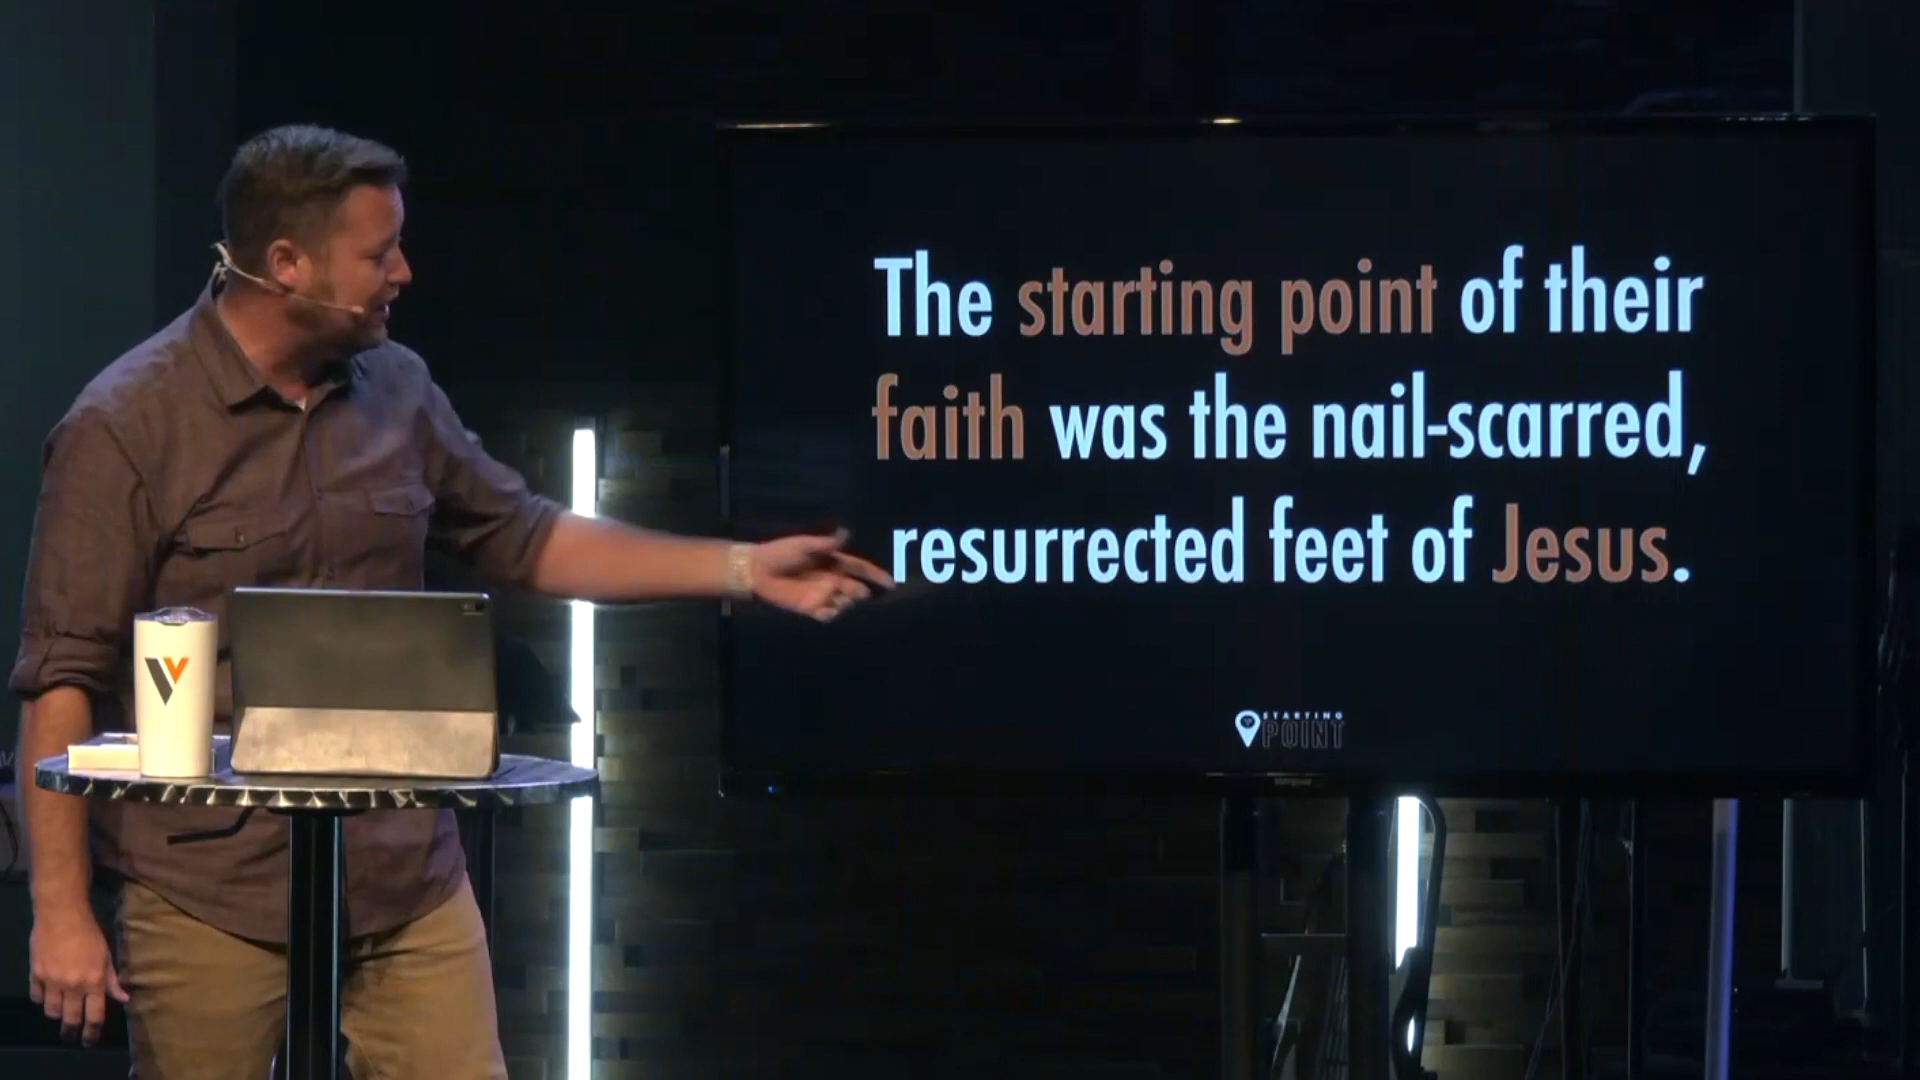 The starting point of their
faith was the nail-scarred,
resurrected feet of Jesus.
STARTING
POINT